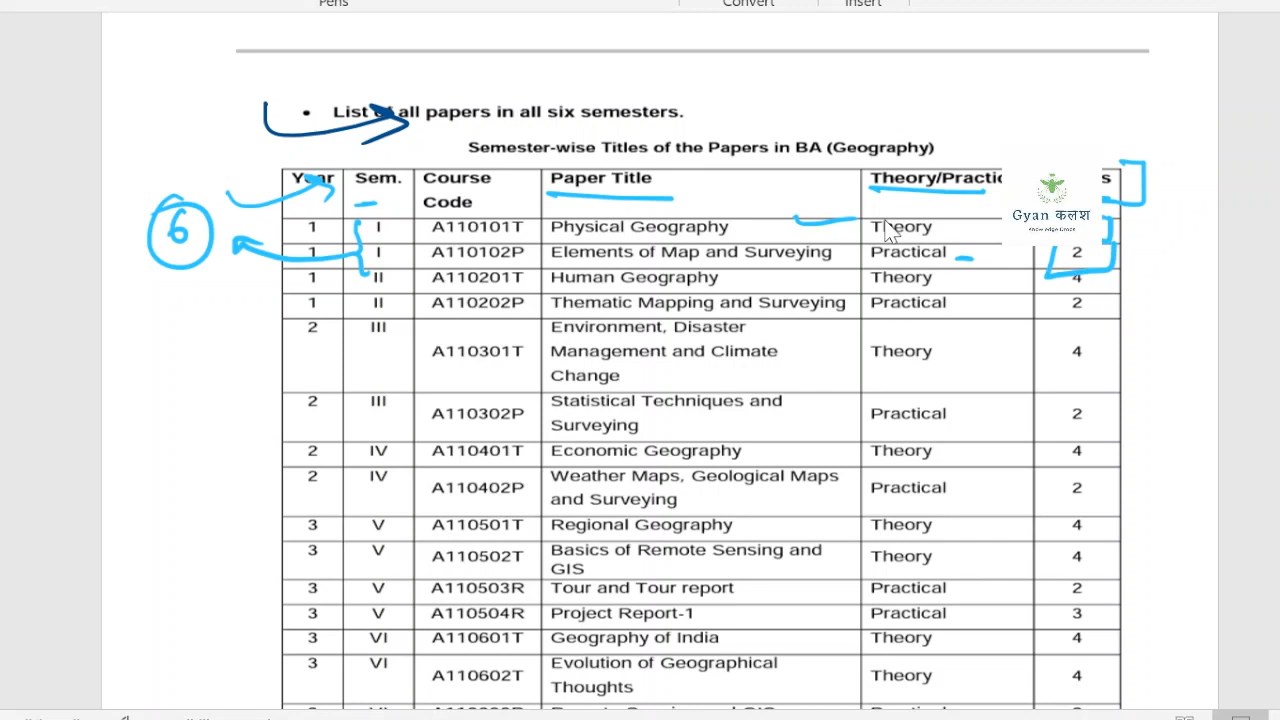 Pens Convert Insert
• List of all papers in all six semesters.
Semester-wise Titles of the Papers in BA (Geography)
Year Sem. Course Code Paper Title Theory/Practic s
Gyan कलश
6
1 I A110101T Physical Geography Theory
1 I A110102P Elements of Map and Surveying Practical 2
1 II A110201T Human Geography Theory 4
1 II A110202P Thematic Mapping and Surveying Practical 2
2 III A110301T Environment, Disaster Management and Climate Change Theory 4
2 III A110302P Statistical Techniques and Surveying Practical 2
2 IV A110401T Economic Geography Theory 4
2 IV A110402P Weather Maps, Geological Maps and Surveying Practical 2
3 V A110501T Regional Geography Theory 4
3 V A110502T Basics of Remote Sensing and GIS Theory 4
3 V A110503R Tour and Tour report Practical 2
3 V A110504R Project Report-1 Practical 3
3 VI A110601T Geography of India Theory 4
3 VI A110602T Evolution of Geographical Thoughts Theory 4